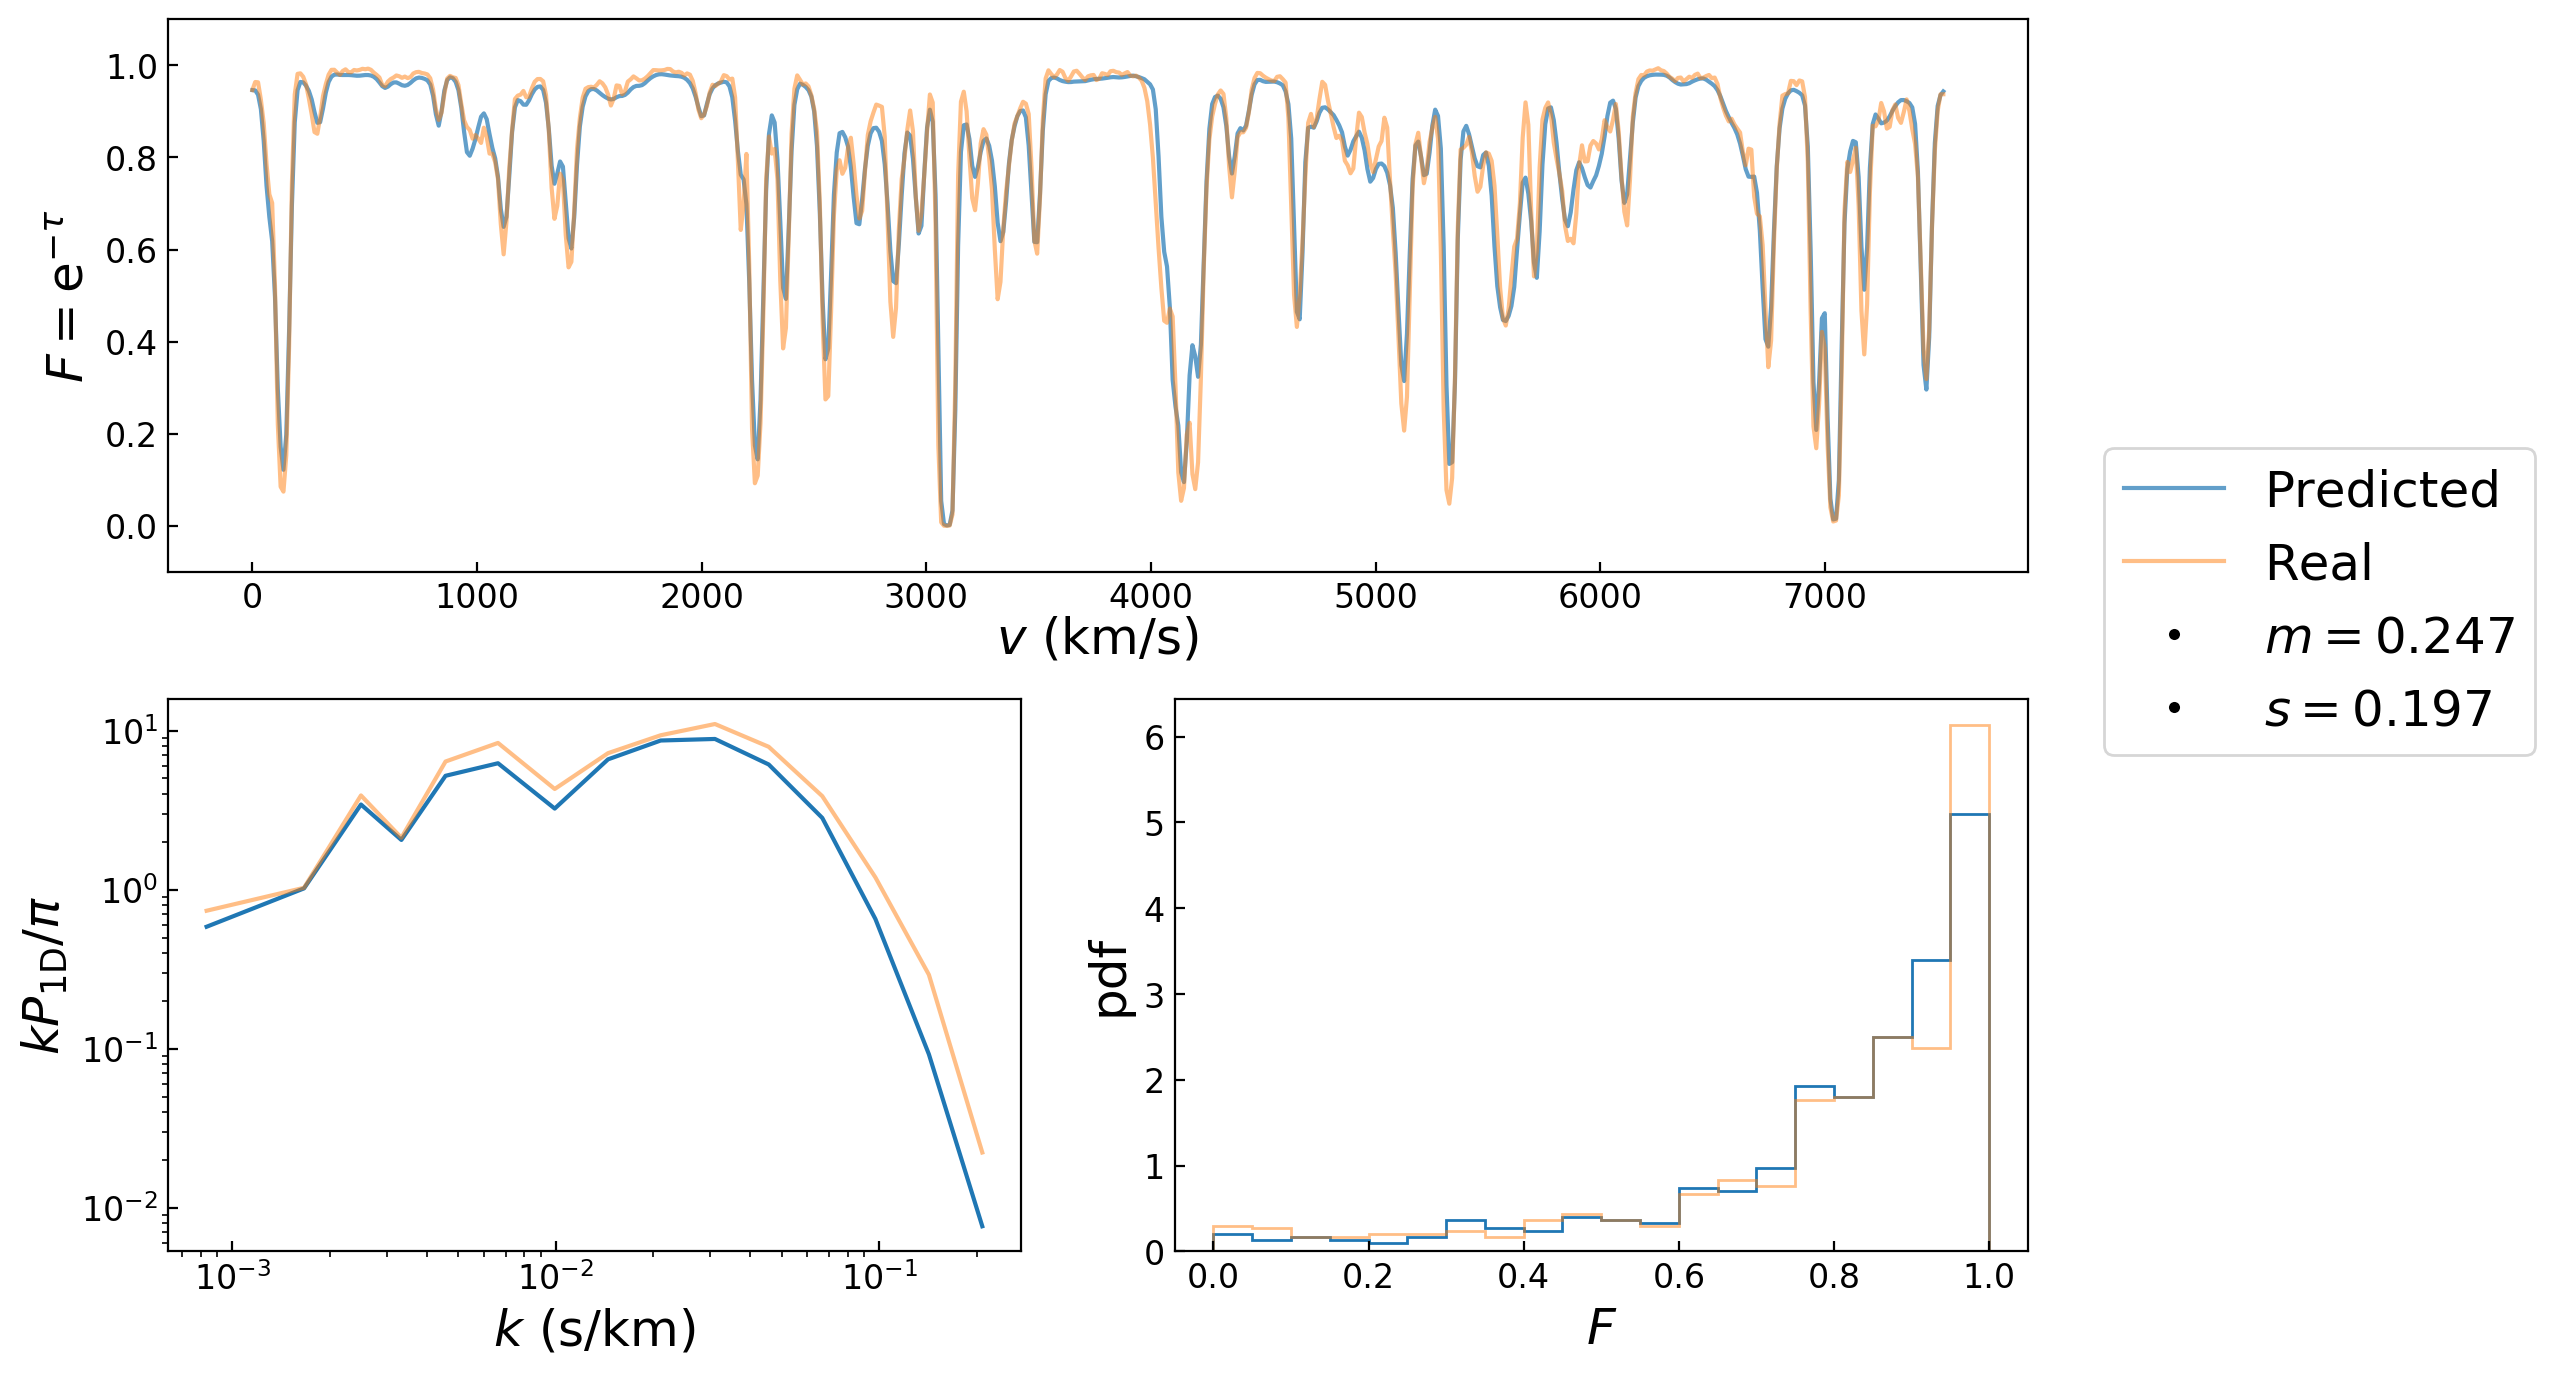 1.0
0.8
0.6
0.4
0.2
0.0
F = e^{−τ}
0 1000 2000 3000 4000 5000 6000 7000
v (km/s)
Predicted
Real
m = 0.247
s = 0.197
10^1
10^0
10^{−1}
10^{−2}
kP_{1D}/π
10^{−3} 10^{−2} 10^{−1}
k (s/km)
6
5
4
3
2
1
0
pdf
0.0 0.2 0.4 0.6 0.8 1.0
F